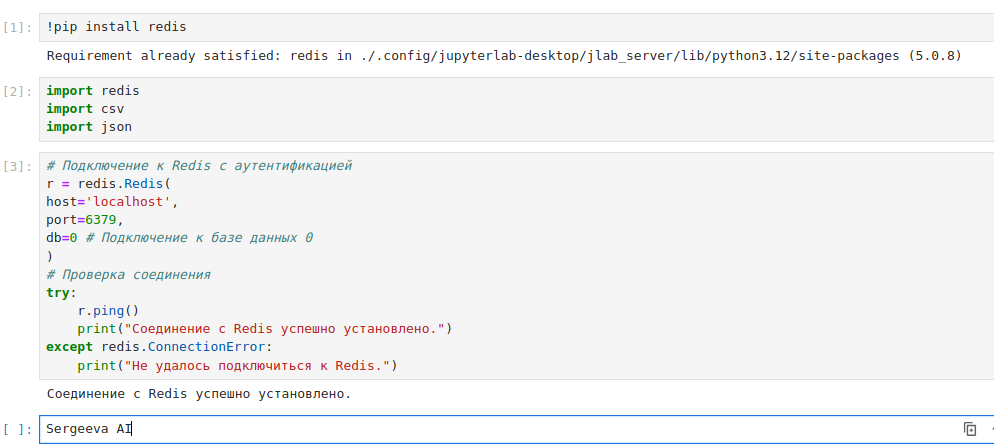 [1]: !pip install redis
Requirement already satisfied: redis in ./.config/jupyterlab-desktop/jlab_server/lib/python3.12/site-packages (5.0.8)
[2]: import redis
import csv
import json
[3]: # Подключение к Redis с аутентификацией
r = redis.Redis(
host='localhost',
port=6379,
db=0 # Подключение к базе данных 0
)
# Проверка соединения
try:
    r.ping()
    print("Соединение с Redis успешно установлено.")
except redis.ConnectionError:
    print("Не удалось подключиться к Redis.")
Соединение с Redis успешно установлено.
[ ]: Sergeeva AI